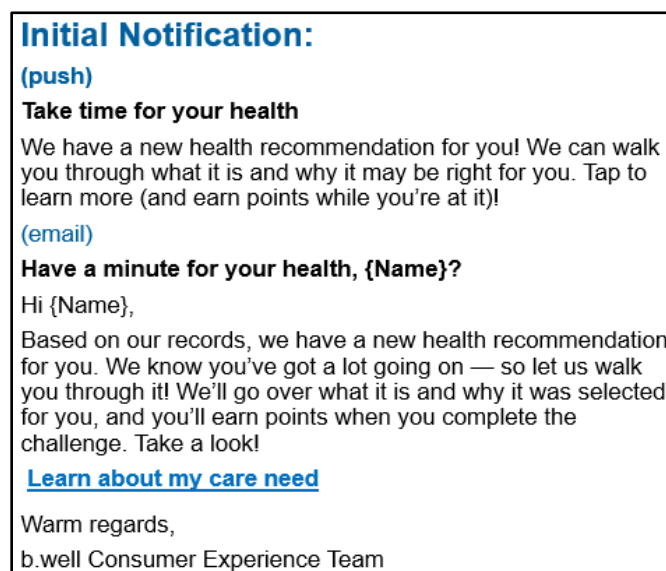 Initial Notification:
(push)
Take time for your health
We have a new health recommendation for you! We can walk
you through what it is and why it may be right for you. Tap to
learn more (and earn points while you're at it)!
(email)
Have a minute for your health, {Name}?
Hi {Name},
Based on our records, we have a new health recommendation
for you. We know you've got a lot going on — so let us walk
you through it! We'll go over what it is and why it was selected
for you, and you'll earn points when you complete the
challenge. Take a look!
Learn about my care need
Warm regards,
b.well Consumer Experience Team